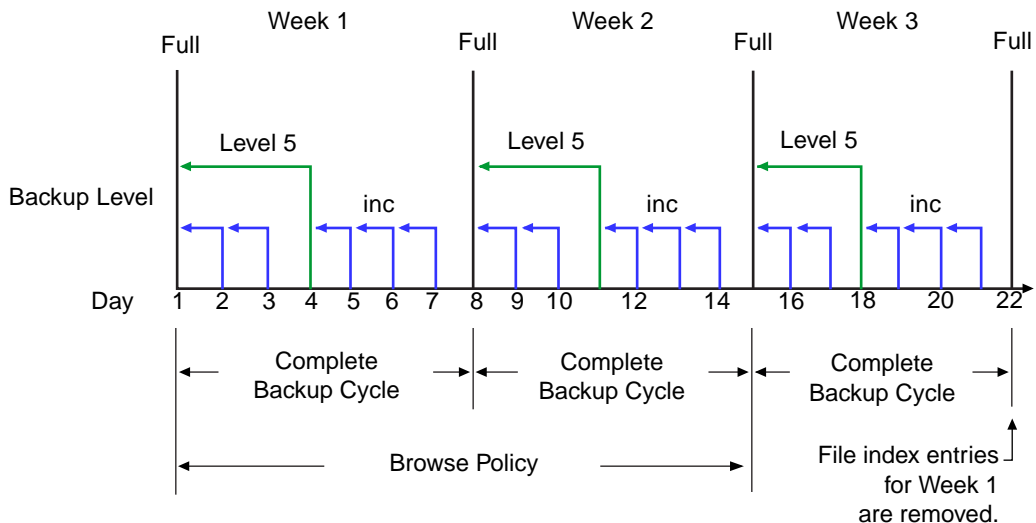 Week 1 Week 2 Week 3
Full Full Full Full
Level 5 Level 5 Level 5
Backup Level
inc inc inc
Day 1 2 3 4 5 6 7 8 9 10 12 14 16 18 20 22
Complete Complete Complete
Backup Cycle Backup Cycle Backup Cycle
Browse Policy
File index entries
for Week 1
are removed.